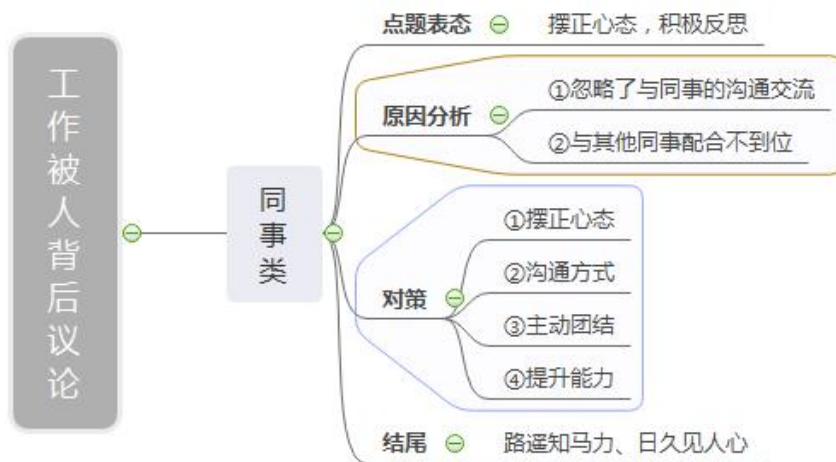 工作被人背后议论
同事类
点题表态
摆正心态，积极反思
原因分析
①忽略了与同事的沟通交流
②与其他同事配合不到位
对策
①摆正心态
②沟通方式
③主动团结
④提升能力
结尾
路遥知马力、日久见人心